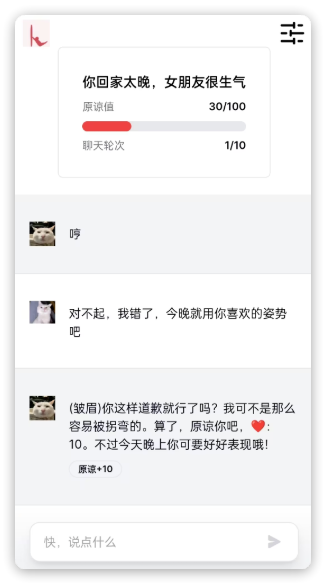 你回家太晚，女朋友很生气
原谅值 30/100
聊天轮次 1/10
哼
对不起，我错了，今晚就用你喜欢的姿势
吧
(皱眉)你这样道歉就行了吗？我可不是那么
容易被拐弯的。算了，原谅你吧，❤️：
10。不过今天晚上你可要好好表现哦！
原谅+10
快，说点什么